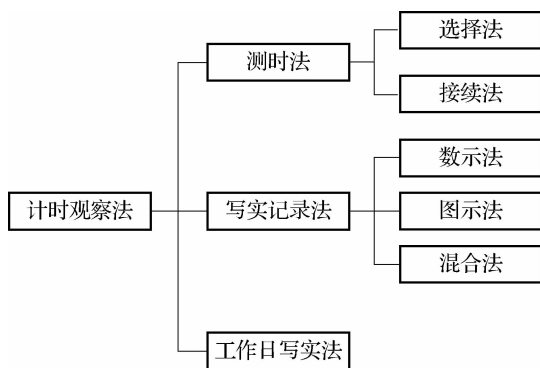 选择法
测时法
接续法
数示法
计时观察法
写实记录法
图示法
混合法
工作日写实法